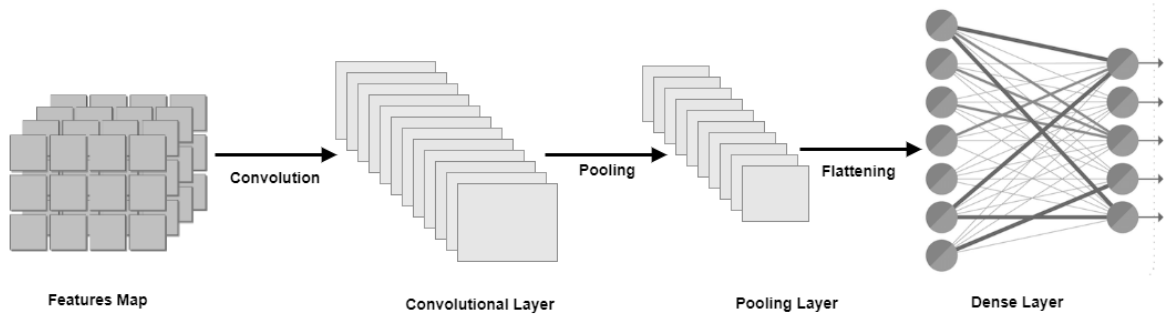 Convolution
Pooling
Flattening
Features Map
Convolutional Layer
Pooling Layer
Dense Layer